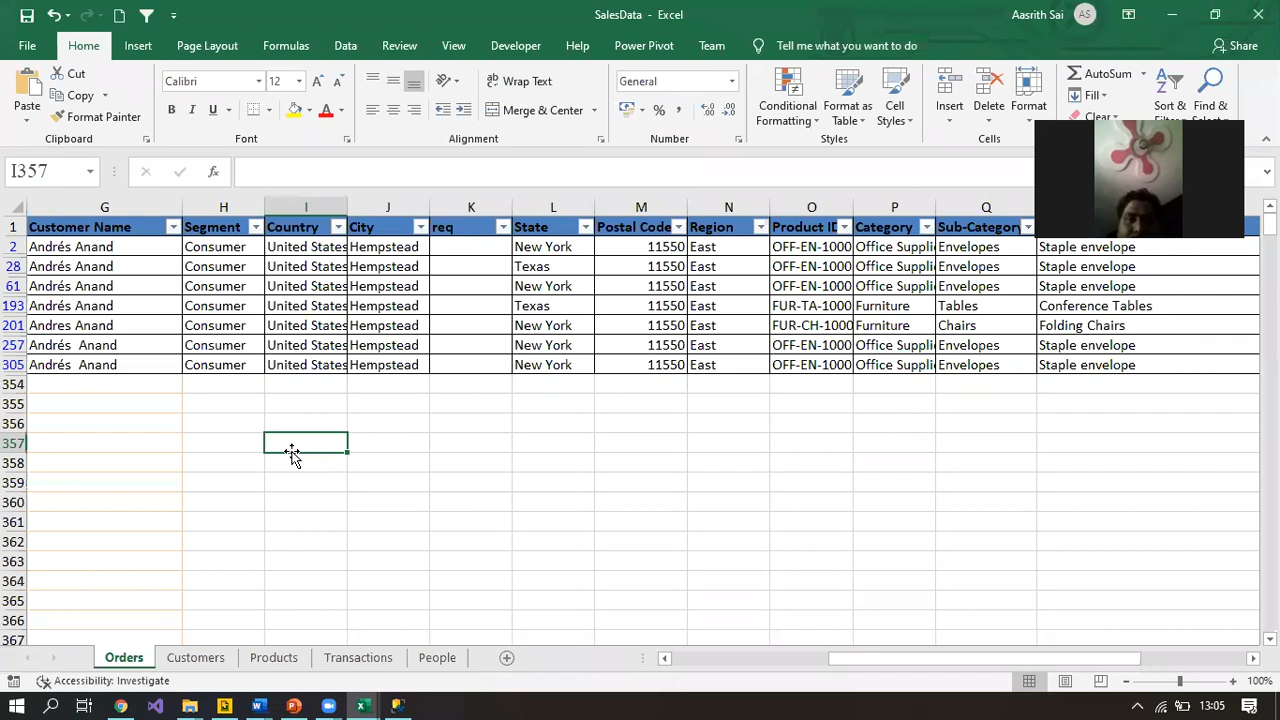 SalesData - Excel
Aasrith Sai AS
File Home Insert Page Layout Formulas Data Review View Developer Help Power Pivot Team Tell me what you want to do Share
Paste
Cut
Copy
Format Painter
Clipboard
Calibri 12
B I U
A
Font
ab Wrap Text
Merge & Center
Alignment
General
%
Number
Conditional Formatting
Format as Table
Cell Styles
Styles
Insert
Delete
Format
Cells
AutoSum
Fill
Clear
Sort &
Find &
I357
fx
G H I J K L M N O P Q
1 Customer Name Segment Country City req State Postal Code Region Product ID Category Sub-Category
2 Andrés Anand Consumer United States Hempstead New York 11550 East OFF-EN-1000 Office Suppli Envelopes Staple envelope
28 Andrés Anand Consumer United States Hempstead Texas 11550 East OFF-EN-1000 Office Suppli Envelopes Staple envelope
61 Andrés Anand Consumer United States Hempstead New York 11550 East OFF-EN-1000 Office Suppli Envelopes Staple envelope
193 Andrés Anand Consumer United States Hempstead Texas 11550 East FUR-TA-1000 Furniture Tables Conference Tables
201 Andres Anand Consumer United States Hempstead New York 11550 East FUR-CH-1000 Furniture Chairs Folding Chairs
257 Andrés  Anand Consumer United States Hempstead New York 11550 East OFF-EN-1000 Office Suppli Envelopes Staple envelope
305 Andrés  Anand Consumer United States Hempstead New York 11550 East OFF-EN-1000 Office Suppli Envelopes Staple envelope
354
355
356
357
358
359
360
361
362
363
364
365
366
367
Orders Customers Products Transactions People
Accessibility: Investigate
100%
13:05